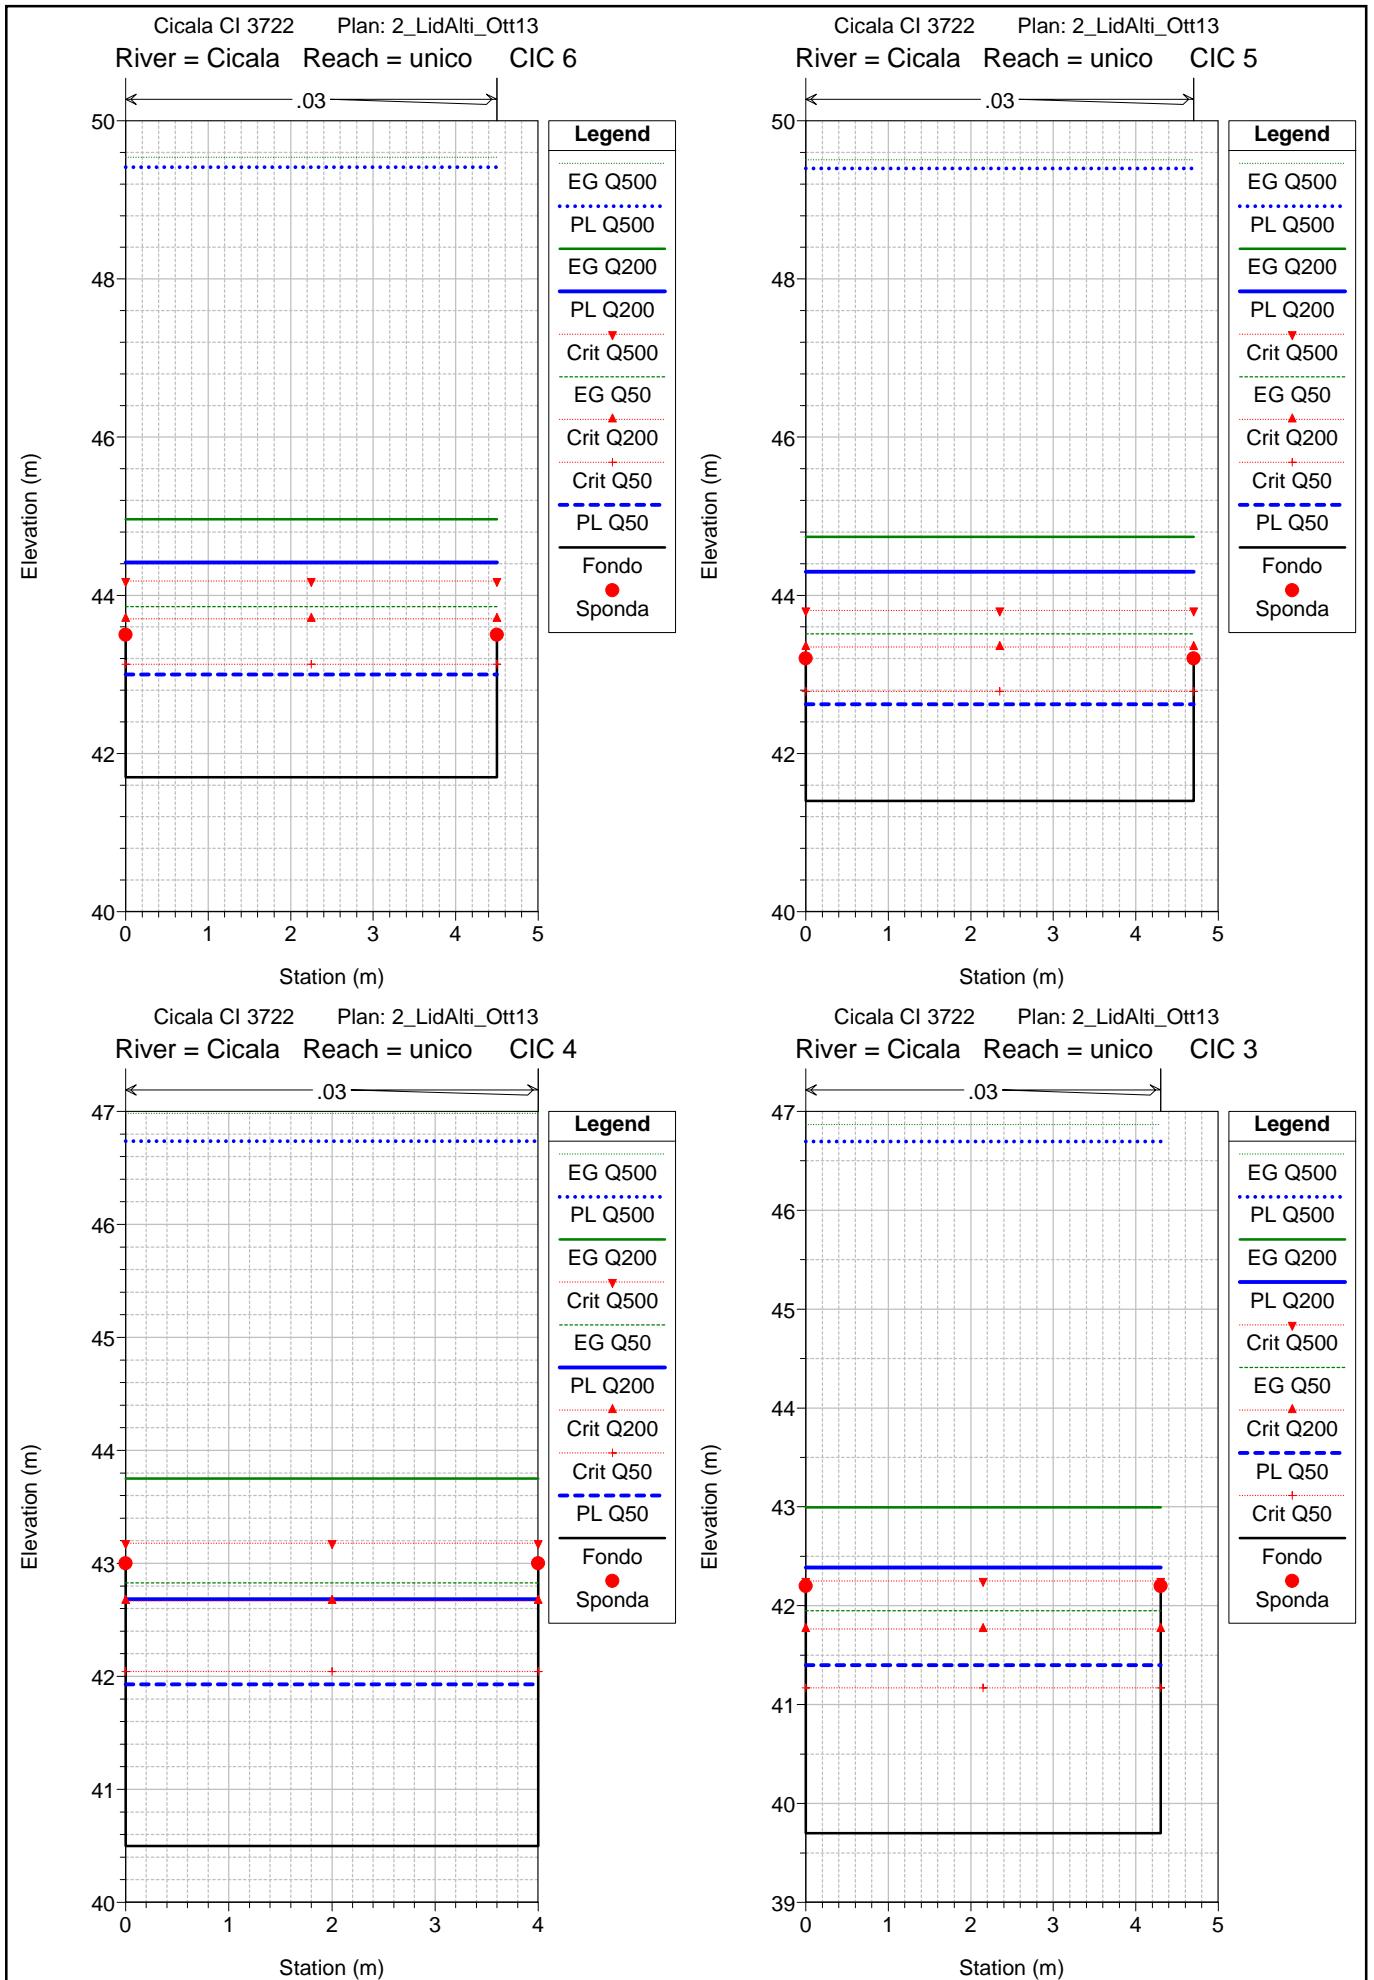 Cicala CI 3722 Plan: 2_LidAlti_Ott13
River = Cicala Reach = unico CIC 6
.03
50
48
46
44
42
40
Elevation (m)
0 1 2 3 4 5
Station (m)
Legend
EG Q500
PL Q500
EG Q200
PL Q200
Crit Q500
EG Q50
Crit Q200
Crit Q50
PL Q50
Fondo
Sponda
Cicala CI 3722 Plan: 2_LidAlti_Ott13
River = Cicala Reach = unico CIC 5
.03
50
48
46
44
42
40
Elevation (m)
0 1 2 3 4 5
Station (m)
Legend
EG Q500
PL Q500
EG Q200
PL Q200
Crit Q500
EG Q50
Crit Q200
Crit Q50
PL Q50
Fondo
Sponda
Cicala CI 3722 Plan: 2_LidAlti_Ott13
River = Cicala Reach = unico CIC 4
.03
47
46
45
44
43
42
41
40
Elevation (m)
0 1 2 3 4
Station (m)
Legend
EG Q500
PL Q500
EG Q200
Crit Q500
EG Q50
PL Q200
Crit Q200
Crit Q50
PL Q50
Fondo
Sponda
Cicala CI 3722 Plan: 2_LidAlti_Ott13
River = Cicala Reach = unico CIC 3
.03
47
46
45
44
43
42
41
40
39
Elevation (m)
0 1 2 3 4 5
Station (m)
Legend
EG Q500
PL Q500
EG Q200
PL Q200
Crit Q500
EG Q50
Crit Q200
PL Q50
Crit Q50
Fondo
Sponda